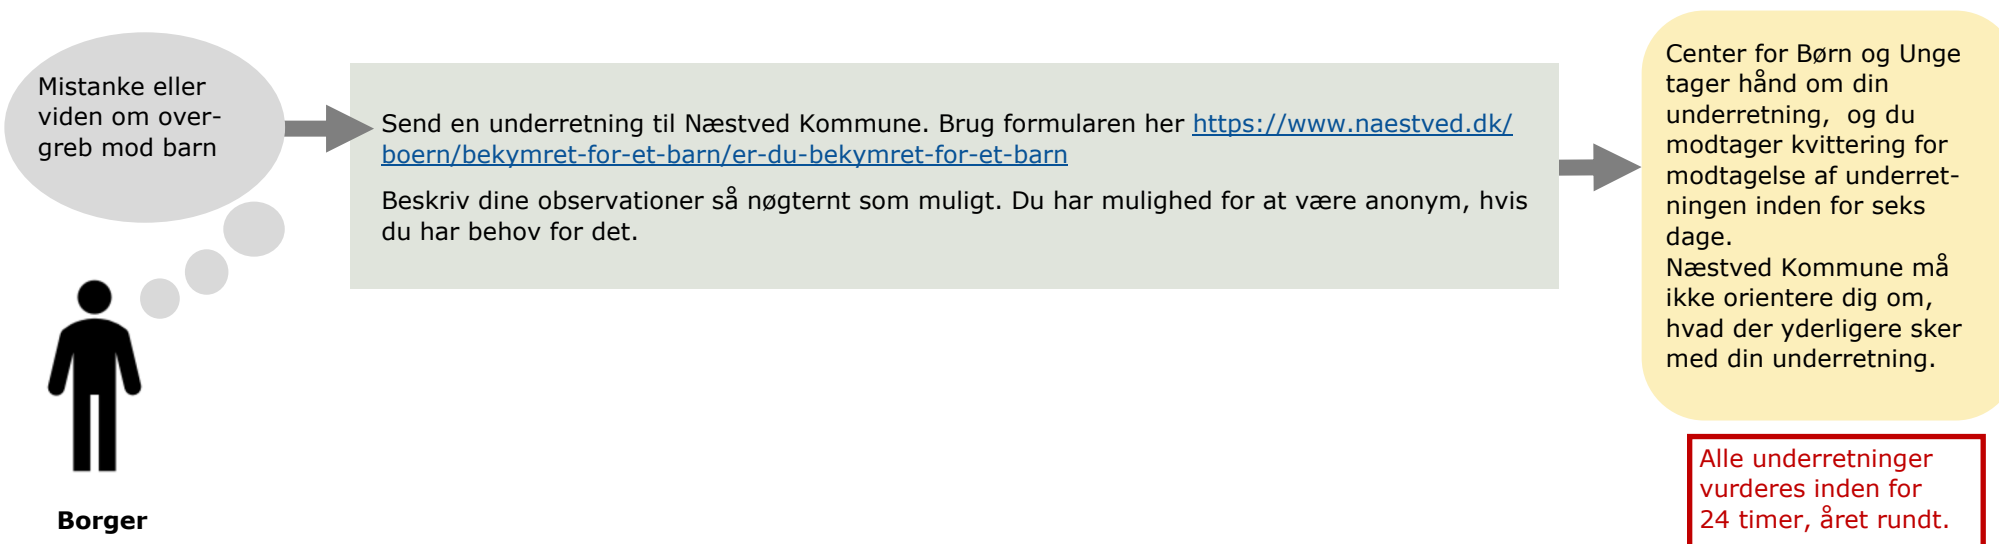 Mistanke eller
viden om over-
greb mod barn
Borger
Send en underretning til Næstved Kommune. Brug formularen her https://www.naestved.dk/
boern/bekymret-for-et-barn/er-du-bekymret-for-et-barn
Beskriv dine observationer så nøgternt som muligt. Du har mulighed for at være anonym, hvis
du har behov for det.
Center for Børn og Unge
tager hånd om din
underretning, og du
modtager kvittering for
modtagelse af underret-
ningen inden for seks
dage.
Næstved Kommune må
ikke orientere dig om,
hvad der yderligere sker
med din underretning.
Alle underretninger
vurderes inden for
24 timer, året rundt.